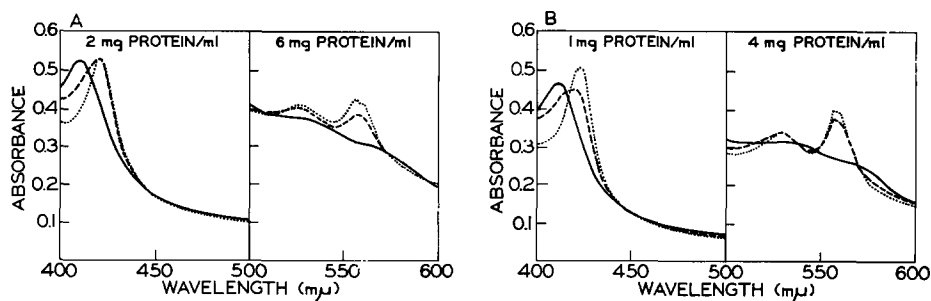 A
2 mg PROTEIN/ml
6 mg PROTEIN/ml
ABSORBANCE
0.6
0.5
0.4
0.3
0.2
0.1
400
450
500
550
600
WAVELENGTH (mμ)
B
1 mg PROTEIN/ml
4 mg PROTEIN/ml
ABSORBANCE
0.6
0.5
0.4
0.3
0.2
0.1
400
450
500
550
600
WAVELENGTH (mμ)